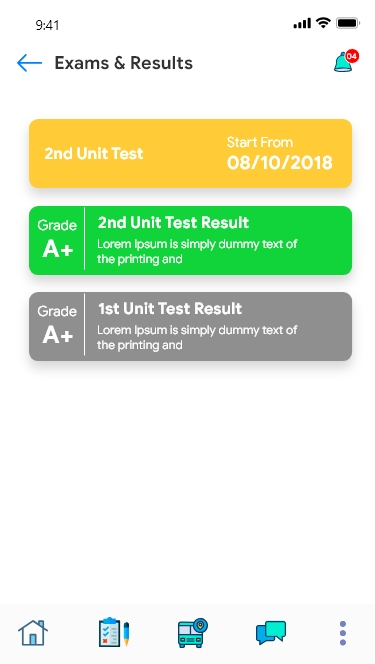 9:41
Exams & Results
04
2nd Unit Test
Start From
08/10/2018
Grade
A+
2nd Unit Test Result
Lorem Ipsum is simply dummy text of
the printing and
Grade
A+
1st Unit Test Result
Lorem Ipsum is simply dummy text of
the printing and